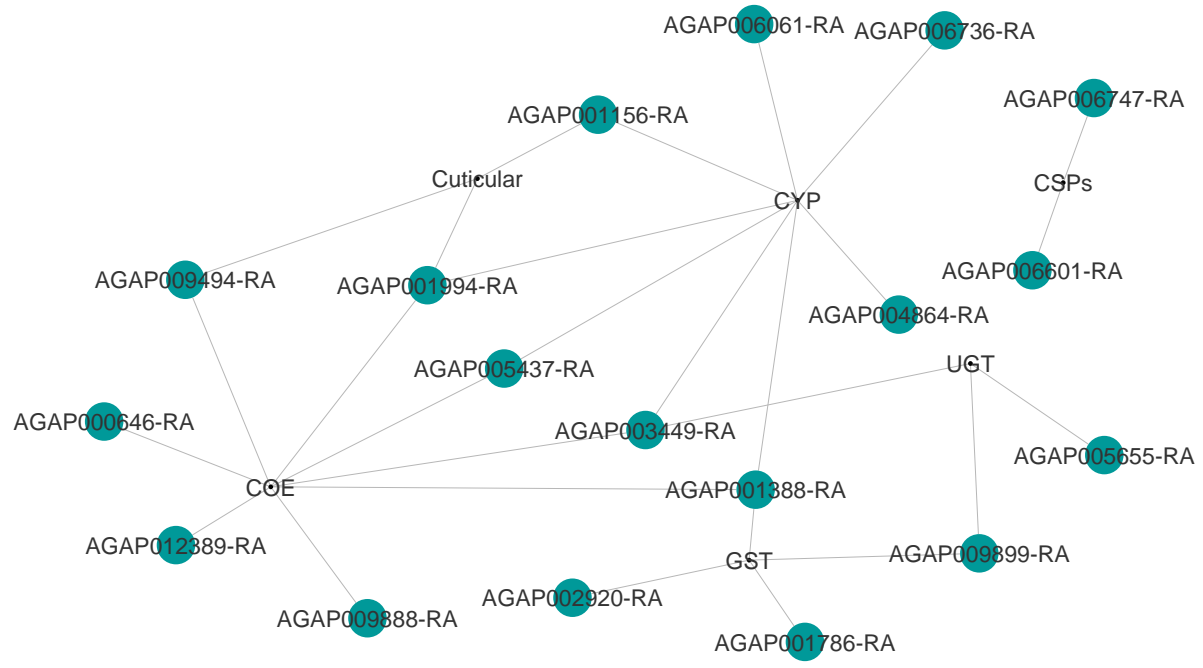 AGAP006061-RA
AGAP006736-RA
AGAP006747-RA
AGAP001156-RA
Cuticular
CSPs
CYP
AGAP006601-RA
AGAP009494-RA
AGAP001994-RA
AGAP004864-RA
UGT
AGAP005437-RA
AGAP000646-RA
AGAP003449-RA
AGAP005655-RA
COE
AGAP001388-RA
AGAP012389-RA
AGAP009899-RA
GST
AGAP002920-RA
AGAP009888-RA
AGAP001786-RA